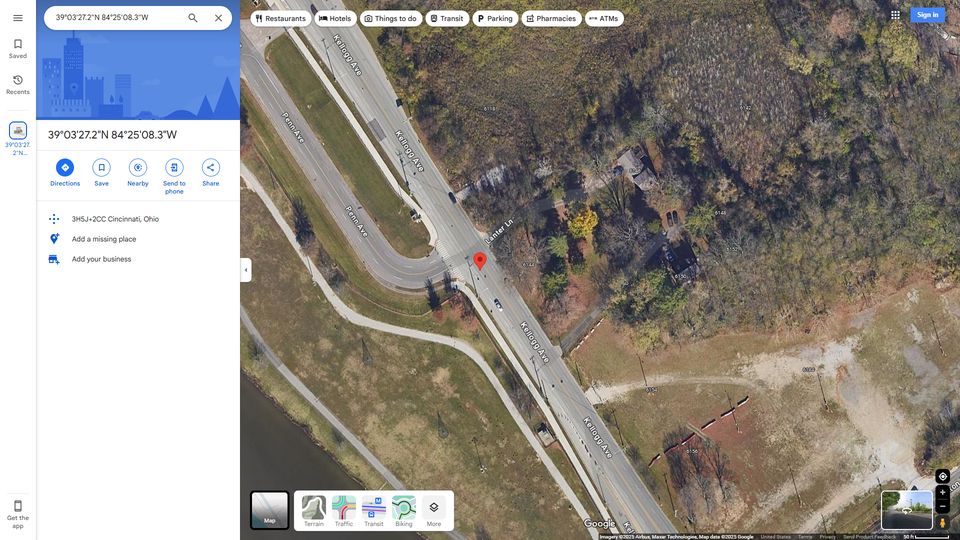 39°03'27.2"N 84°25'08.3"W
Restaurants
Hotels
Things to do
Transit
Parking
Pharmacies
ATMs
Sign in
Saved
Recents
39°03'27.
2"N...
39°03'27.2"N 84°25'08.3"W
Directions
Save
Nearby
Send to
phone
Share
3H5J+2CC Cincinnati, Ohio
Add a missing place
Add your business
Kellogg Ave
Kellogg Ave
Penn Ave
Penn Ave
Lanter Ln
6148
6150
Kellogg Ave
6154
6156
Kellogg Ave
Get the
app
Map
Terrain
Traffic
Transit
Biking
More
Google
Imagery ©2023 Airbus, Maxar Technologies, Map data ©2023 Google
United States
Terms
Privacy
Send Product Feedback
50 ft